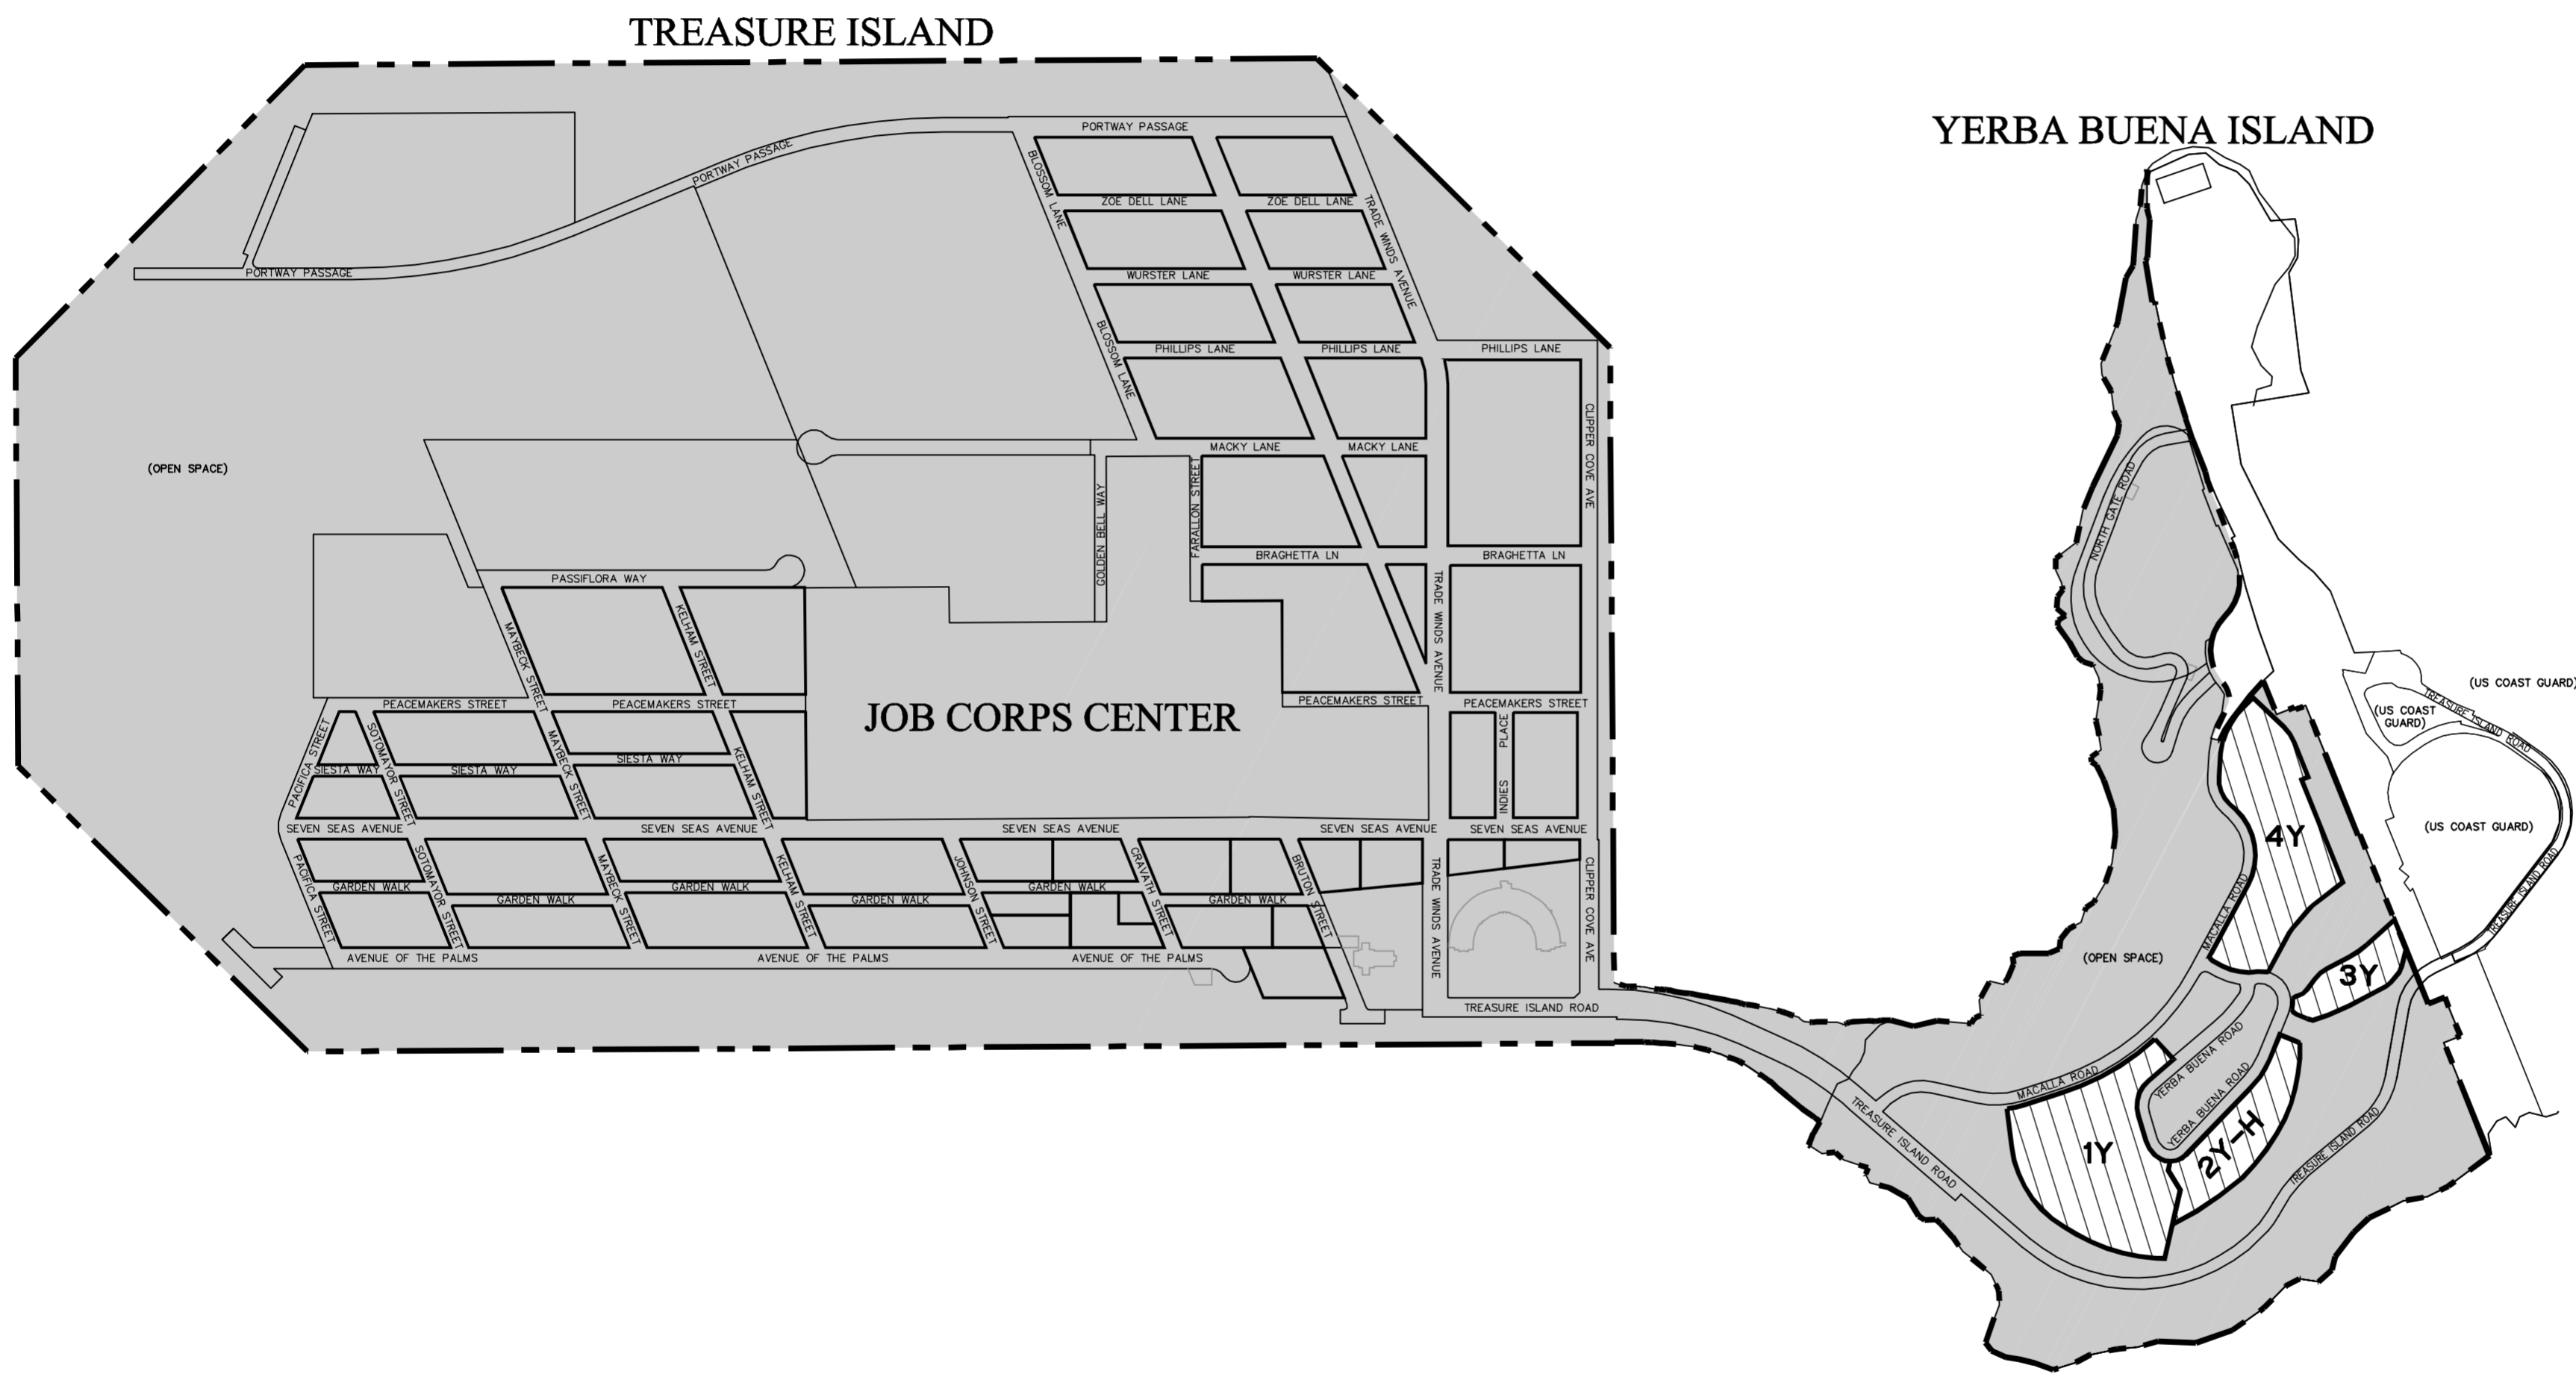 TREASURE ISLAND
YERBA BUENA ISLAND
PORTWAY PASSAGE
PORTWAY PASSAGE
PORTWAY PASSAGE
BLOSSOM LANE
ZOE DELL LANE
ZOE DELL LANE
TRADE WINDS AVENUE
WURSTER LANE
WURSTER LANE
BLOSSOM LANE
PHILLIPS LANE
PHILLIPS LANE
PHILLIPS LANE
CLIPPER COVE AVE
MACKY LANE
MACKY LANE
(OPEN SPACE)
GOLDEN BELL WAY
FARALLON STREET
BRAGHETTA LN
BRAGHETTA LN
NORTH GATE ROAD
PASSIFLORA WAY
MAYBECK STREET
KELHAM STREET
TRADE WINDS AVENUE
PEACEMAKERS STREET
PEACEMAKERS STREET
PEACEMAKERS STREET
PEACEMAKERS STREET
JOB CORPS CENTER
PACIFICA STREET
SOTOMAYOR STREET
MAYBECK STREET
KELHAM STREET
SIESTA WAY
SIESTA WAY
SIESTA WAY
INDIES PLACE
(US COAST GUARD)
(US COAST
GUARD)
TREASURE ISLAND ROAD
(US COAST GUARD)
TREASURE ISLAND ROAD
SEVEN SEAS AVENUE
SEVEN SEAS AVENUE
SEVEN SEAS AVENUE
SEVEN SEAS AVENUE
SEVEN SEAS AVENUE
4Y
PACIFICA STREET
SOTOMAYOR STREET
MAYBECK STREET
KELHAM STREET
JOHNSON STREET
CRAVATH STREET
BRUTON STREET
TRADE WINDS AVENUE
CLIPPER COVE AVE
GARDEN WALK
GARDEN WALK
GARDEN WALK
GARDEN WALK
GARDEN WALK
GARDEN WALK
MACALLA ROAD
AVENUE OF THE PALMS
AVENUE OF THE PALMS
AVENUE OF THE PALMS
(OPEN SPACE)
3Y
TREASURE ISLAND ROAD
MACALLA ROAD
YERBA BUENA ROAD
YERBA BUENA ROAD
TREASURE ISLAND ROAD
1Y
2Y-H
TREASURE ISLAND ROAD